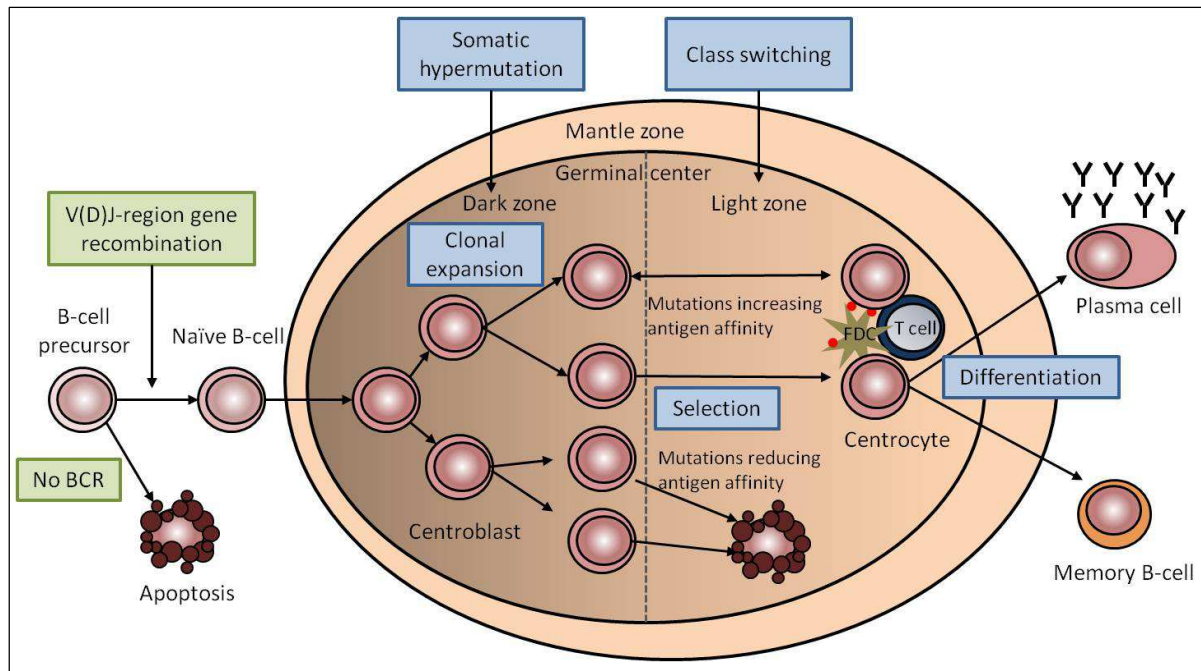 Somatic
hypermutation
Class switching
Mantle zone
Germinal center
Dark zone
Light zone
V(D)J-region gene
recombination
Clonal
expansion
B-cell
precursor
Naïve B-cell
Mutations increasing
antigen affinity
FDC
T cell
Plasma cell
Selection
Differentiation
Centrocyte
No BCR
Mutations reducing
antigen affinity
Centroblast
Apoptosis
Memory B-cell